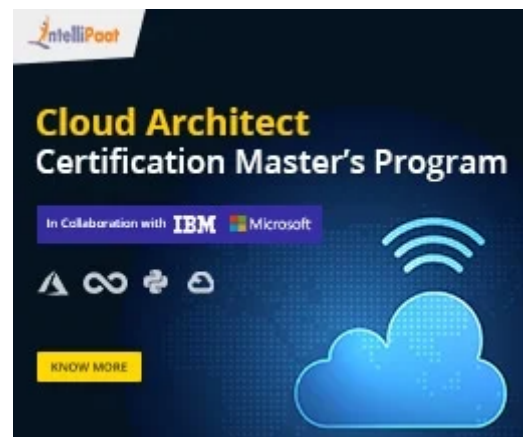 IntelliPaat
Cloud Architect
Certification Master's Program
In Collaboration with IBM Microsoft
KNOW MORE